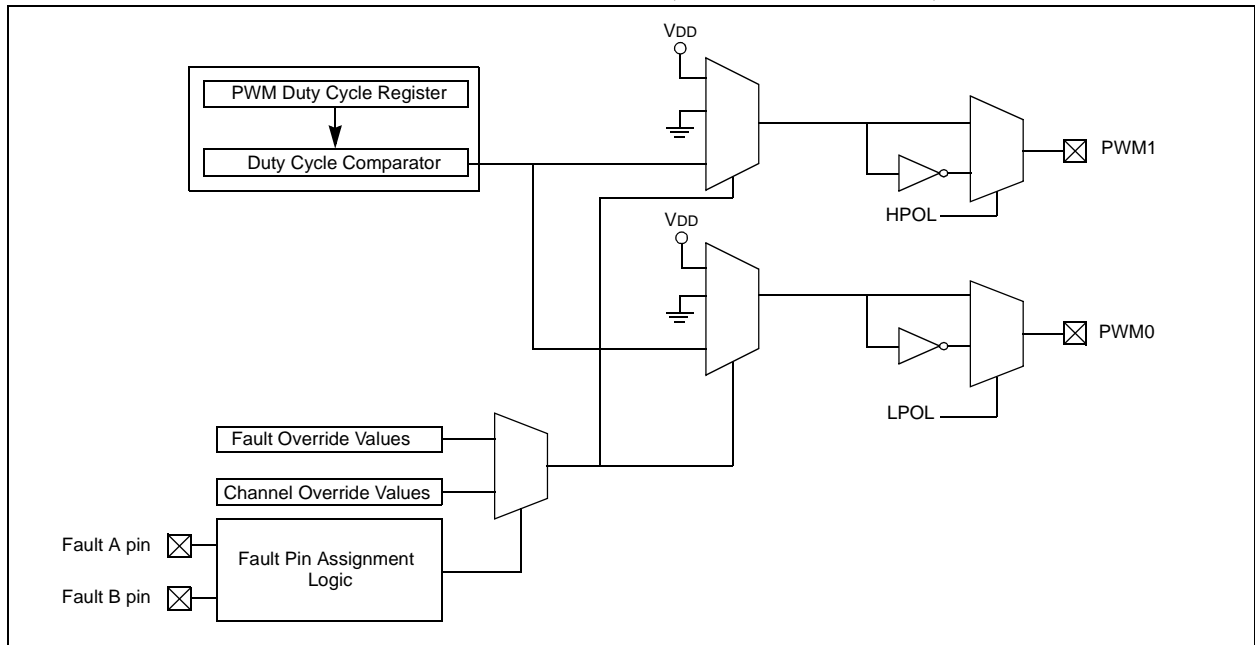 VDD
PWM Duty Cycle Register
Duty Cycle Comparator
PWM1
HPOL
VDD
PWM0
LPOL
Fault Override Values
Channel Override Values
Fault A pin
Fault Pin Assignment
Logic
Fault B pin